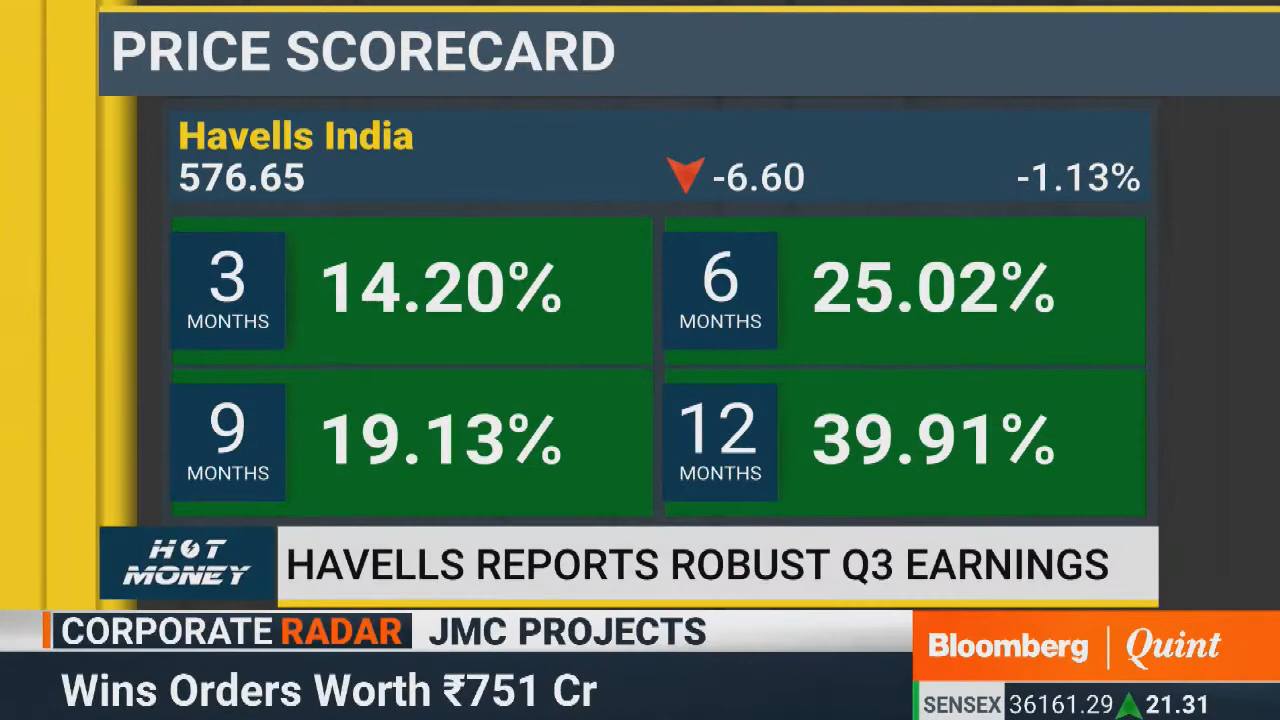 PRICE SCORECARD
Havells India
576.65 -6.60 -1.13%
3 MONTHS 14.20%
6 MONTHS 25.02%
9 MONTHS 19.13%
12 MONTHS 39.91%
HOT MONEY
HAVELLS REPORTS ROBUST Q3 EARNINGS
CORPORATE RADAR JMC PROJECTS
Wins Orders Worth ₹751 Cr
Bloomberg | Quint
SENSEX 36161.29 21.31